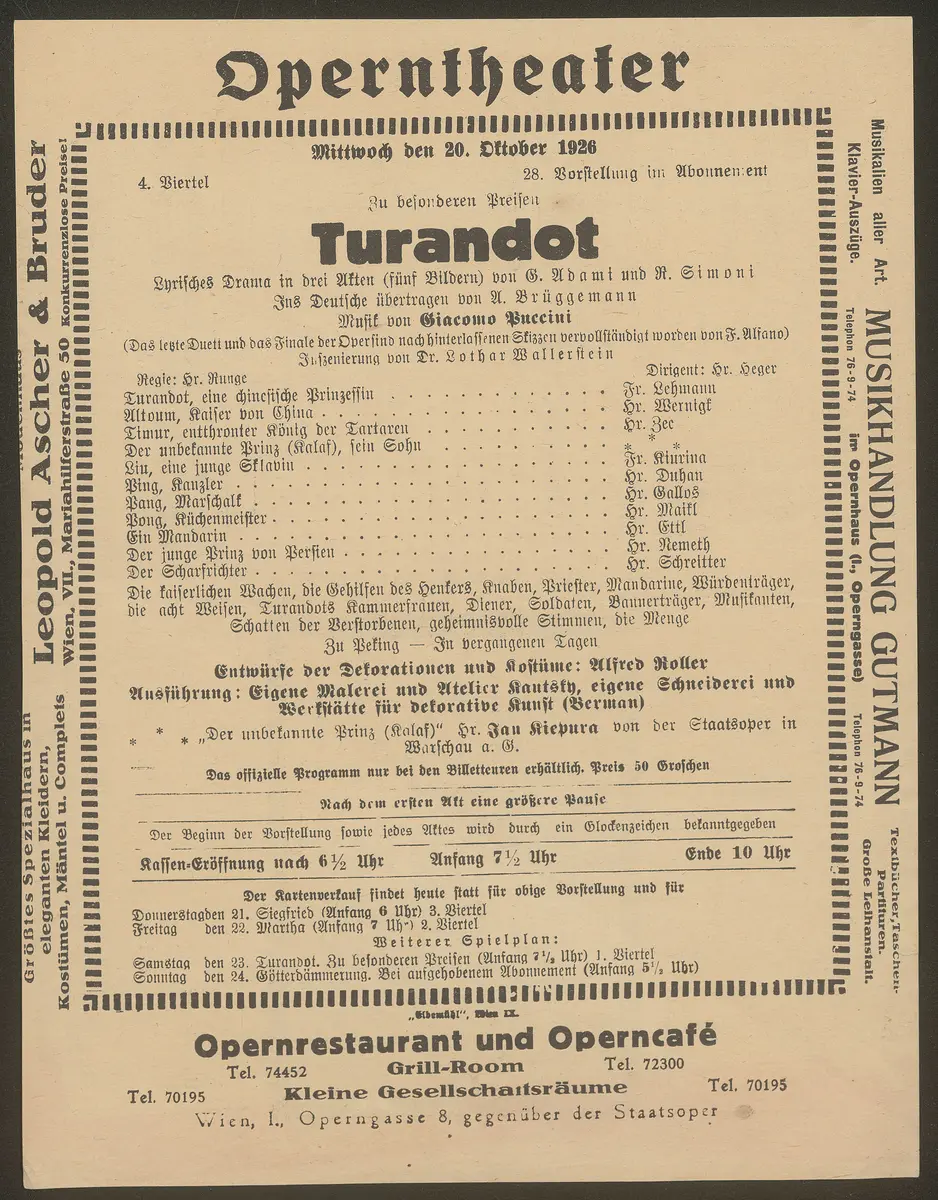 Operntheater
Mittwoch den 20. Oktober 1926
4. Viertel
28. Vorstellung im Abonnement
Zu besonderen Preisen
Turandot
Lyrisches Drama in drei Akten (fünf Bildern) von G. Adami und R. Simoni
Ins Deutsche übertragen von A. Brüggemann
Musik von Giacomo Puccini
(Das letzte Duett und das Finale der Oper sind nach hinterlassenen Skizzen vervollständigt worden von F. Alfano)
Inszenierung von Dr. Lothar Wallerstein
Regie: Hr. Runge
Dirigent: Hr. Heger
Turandot, eine chinesische Prinzessin . . . . . . . . . . . . Fr. Lehmann
Altoum, Kaiser von China . . . . . . . . . . . . . . . . Hr. Wernigk
Timur, entthronter König der Tartaren . . . . . . . . . . . Hr. Zec
Der unbekannte Prinz (Kalaf), sein Sohn . . . . . . . . . . * * *
Liu, eine junge Sklavin . . . . . . . . . . . . . . . . . Fr. Kiurina
Ping, Kanzler . . . . . . . . . . . . . . . . . . . . Hr. Duhan
Pang, Marschalk . . . . . . . . . . . . . . . . . . . Hr. Gallos
Pong, Küchenmeister . . . . . . . . . . . . . . . . . . Hr. Maikl
Ein Mandarin . . . . . . . . . . . . . . . . . . . . Hr. Ettl
Der junge Prinz von Persien . . . . . . . . . . . . . . . Hr. Nemeth
Der Scharfrichter . . . . . . . . . . . . . . . . . . . Hr. Schreitter
Die kaiserlichen Wachen, die Gehilfen des Henkers, Knaben, Priester, Mandarine, Würdenträger,
die acht Weisen, Turandots Kammerfrauen, Diener, Soldaten, Bannerträger, Musikanten,
Schatten der Verstorbenen, geheimnisvolle Stimmen, die Menge
Zu Peking — In vergangenen Tagen
Entwürfe der Dekorationen und Kostüme: Alfred Roller
Ausführung: Eigene Malerei und Atelier Kautsky, eigene Schneiderei und
Werkstätte für dekorative Kunst (Berman)
* * * „Der unbekannte Prinz (Kalaf)" Hr. Jan Kiepura von der Staatsoper in
Warschau a. G.
Das offizielle Programm nur bei den Billetteuren erhältlich. Preis 50 Groschen
Nach dem ersten Akt eine größere Pause
Der Beginn der Vorstellung sowie jedes Aktes wird durch ein Glockenzeichen bekanntgegeben
Kassen-Eröffnung nach 6½ Uhr
Anfang 7½ Uhr
Ende 10 Uhr
Der Kartenverkauf findet heute statt für obige Vorstellung und für
Donnerstag den 21. Siegfried (Anfang 6 Uhr) 3. Viertel
Freitag den 22. Martha (Anfang 7 Uhr) 2. Viertel
Weiterer Spielplan:
Samstag den 23. Turandot. Zu besonderen Preisen (Anfang 7½ Uhr) 1. Viertel
Sonntag den 24. Götterdämmerung. Bei aufgehobenem Abonnement (Anfang 5½ Uhr)
„Elbemühl", Wien IX.
Opernrestaurant und Operncafé
Tel. 74452
Grill-Room
Tel. 72300
Tel. 70195
Kleine Gesellschaftsräume
Tel. 70195
Wien, I., Operngasse 8, gegenüber der Staatsoper
Größtes Spezialhaus in
eleganten Kleidern,
Kostümen, Mäntel u. Complets
Leopold Ascher & Bruder
Wien, VII., Mariahilferstraße 50 Konkurrenzlose Preise!
Musikalien aller Art.
Klavier-Auszüge.
MUSIKHANDLUNG GUTMANN
Telephon 76-9-74
im Opernhaus (I., Operngasse)
Telephon 76-9-74
Textbücher, Taschen-
Partituren.
Große Leihanstalt.